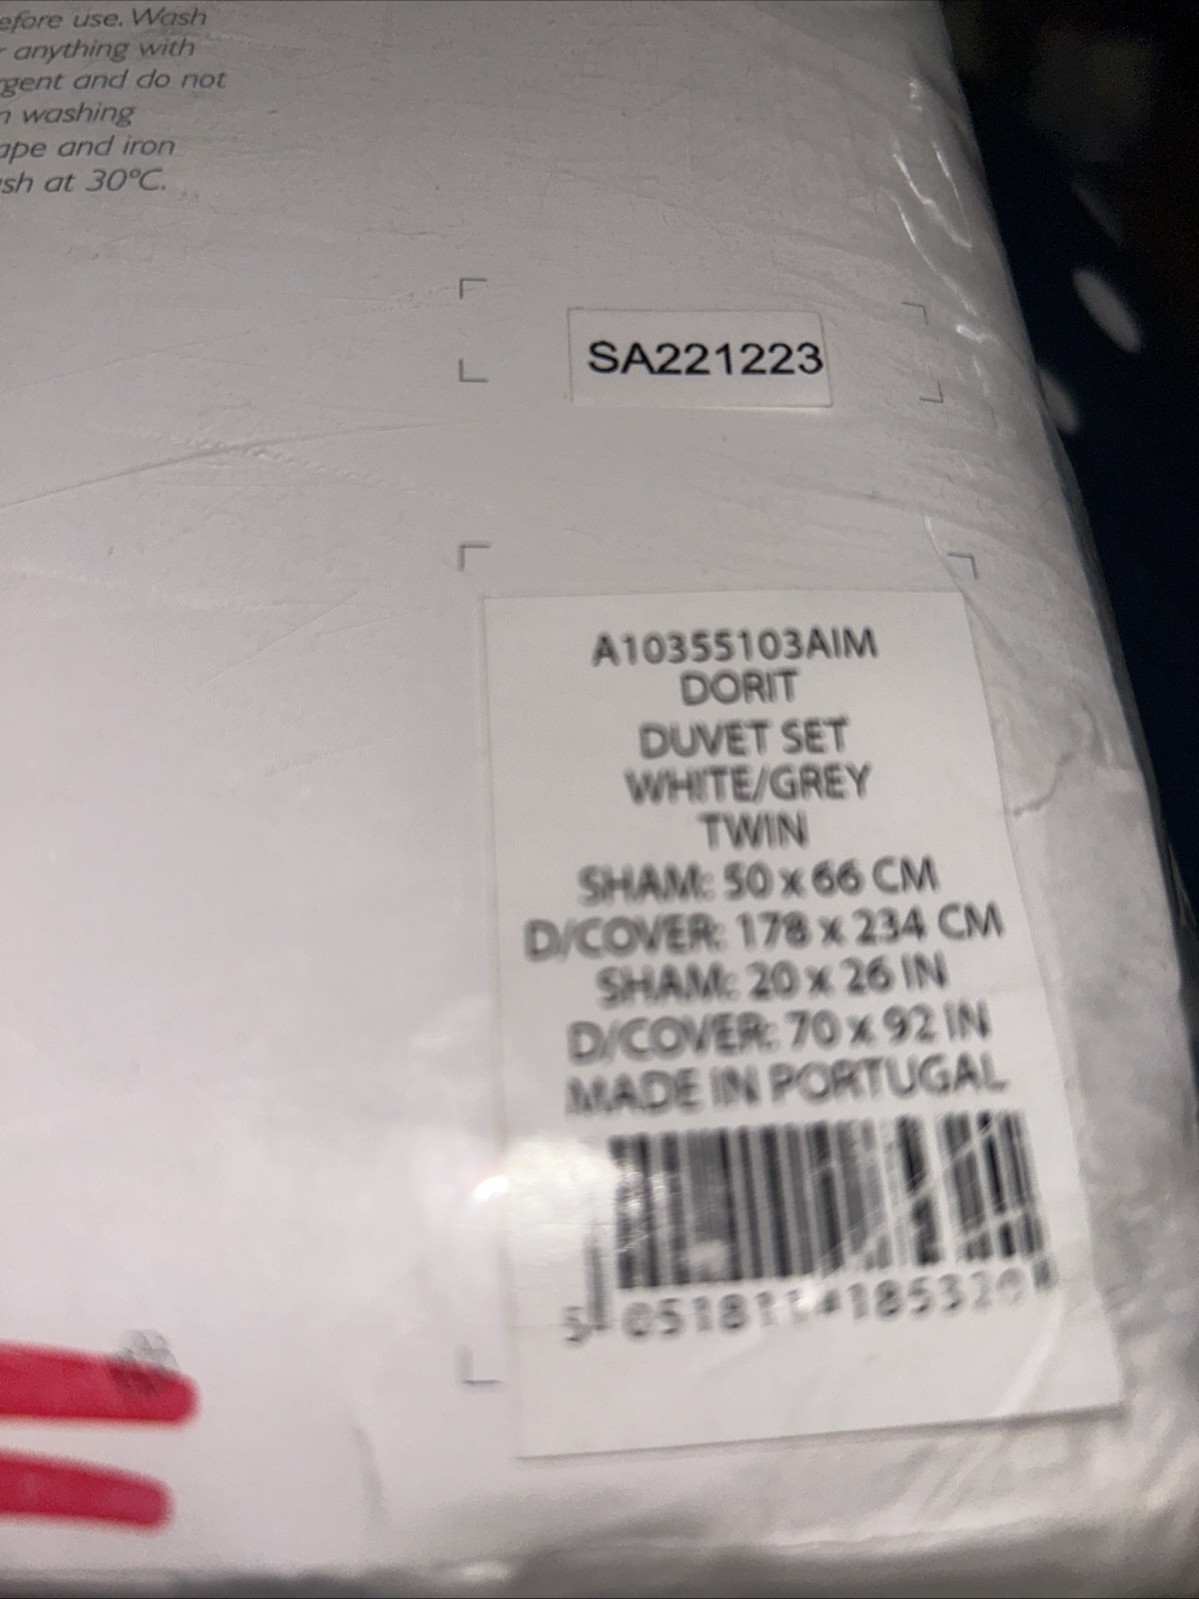 efore use. Wash
anything with
rgent and do not
n washing
ape and iron
sh at 30°C.
SA221223
A10355103AIM
DORIT
DUVET SET
WHITE/GREY
TWIN
SHAM: 50 x 66 CM
D/COVER: 178 x 234 CM
SHAM: 20 x 26 IN
D/COVER: 70 x 92 IN
MADE IN PORTUGAL